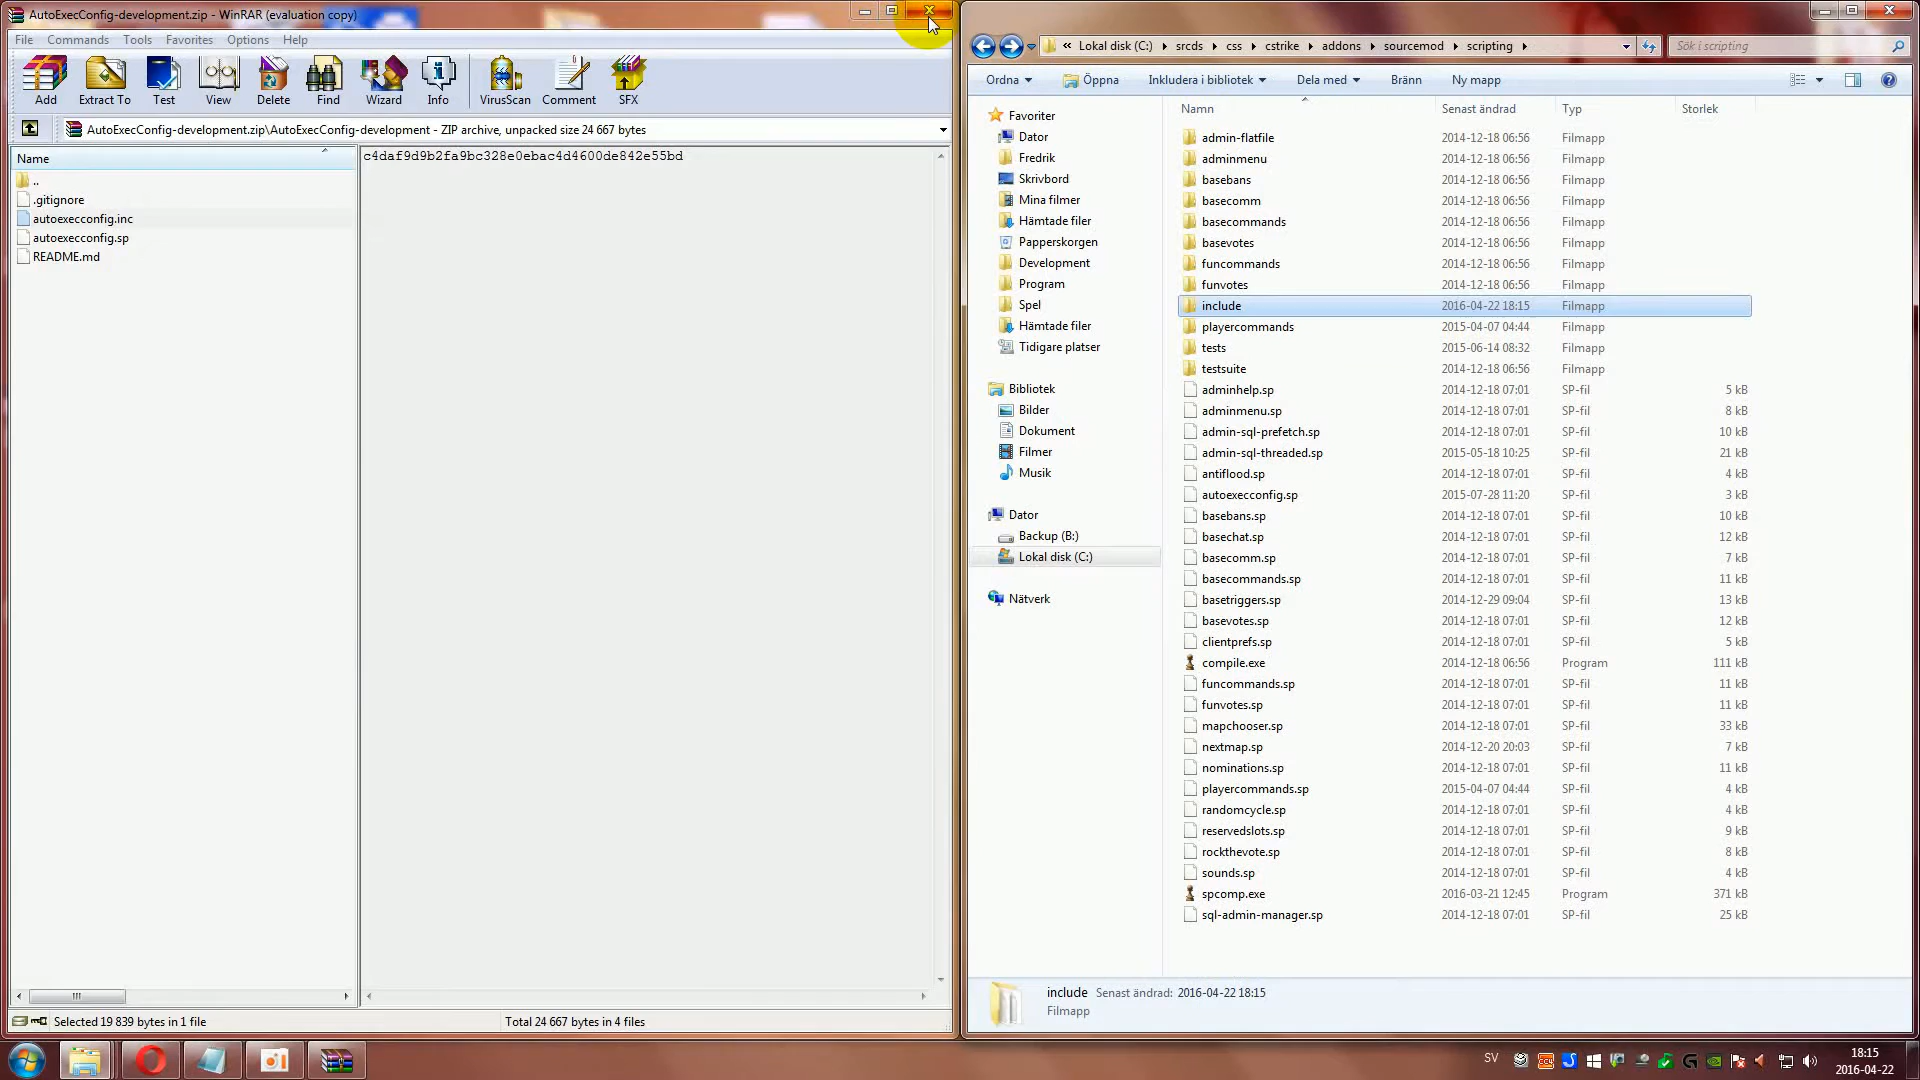 AutoExecConfig-development.zip - WinRAR (evaluation copy)
File Commands Tools Favorites Options Help
Add Extract To Test View Delete Find Wizard Info VirusScan Comment SFX
AutoExecConfig-development.zip\AutoExecConfig-development - ZIP archive, unpacked size 24 667 bytes
Name
c4daf9d9b2fa9bc328e0ebac4d4600de842e55bd
..
.gitignore
autoexecconfig.inc
autoexecconfig.sp
README.md
Selected 19 839 bytes in 1 file
Total 24 667 bytes in 4 files
« Lokal disk (C:) srcds css cstrike addons sourcemod scripting
Sök i scripting
Ordna Öppna Inkludera i bibliotek Dela med Bränn Ny mapp
Favoriter
Dator
Fredrik
Skrivbord
Mina filmer
Hämtade filer
Papperskorgen
Development
Program
Spel
Hämtade filer
Tidigare platser
Bibliotek
Bilder
Dokument
Filmer
Musik
Dator
Backup (B:)
Lokal disk (C:)
Nätverk
Namn Senast ändrad Typ Storlek
admin-flatfile 2014-12-18 06:56 Filmapp
adminmenu 2014-12-18 06:56 Filmapp
basebans 2014-12-18 06:56 Filmapp
basecomm 2014-12-18 06:56 Filmapp
basecommands 2014-12-18 06:56 Filmapp
basevotes 2014-12-18 06:56 Filmapp
funcommands 2014-12-18 06:56 Filmapp
funvotes 2014-12-18 06:56 Filmapp
include 2016-04-22 18:15 Filmapp
playercommands 2015-04-07 04:44 Filmapp
tests 2015-06-14 08:32 Filmapp
testsuite 2014-12-18 06:56 Filmapp
adminhelp.sp 2014-12-18 07:01 SP-fil 5 kB
adminmenu.sp 2014-12-18 07:01 SP-fil 8 kB
admin-sql-prefetch.sp 2014-12-18 07:01 SP-fil 10 kB
admin-sql-threaded.sp 2015-05-18 10:25 SP-fil 21 kB
antiflood.sp 2014-12-18 07:01 SP-fil 4 kB
autoexecconfig.sp 2015-07-28 11:20 SP-fil 3 kB
basebans.sp 2014-12-18 07:01 SP-fil 10 kB
basechat.sp 2014-12-18 07:01 SP-fil 12 kB
basecomm.sp 2014-12-18 07:01 SP-fil 7 kB
basecommands.sp 2014-12-18 07:01 SP-fil 11 kB
basetriggers.sp 2014-12-29 09:04 SP-fil 13 kB
basevotes.sp 2014-12-18 07:01 SP-fil 12 kB
clientprefs.sp 2014-12-18 07:01 SP-fil 5 kB
compile.exe 2014-12-18 06:56 Program 111 kB
funcommands.sp 2014-12-18 07:01 SP-fil 11 kB
funvotes.sp 2014-12-18 07:01 SP-fil 11 kB
mapchooser.sp 2014-12-18 07:01 SP-fil 33 kB
nextmap.sp 2014-12-20 20:03 SP-fil 7 kB
nominations.sp 2014-12-18 07:01 SP-fil 11 kB
playercommands.sp 2015-04-07 04:44 SP-fil 4 kB
randomcycle.sp 2014-12-18 07:01 SP-fil 4 kB
reservedslots.sp 2014-12-18 07:01 SP-fil 9 kB
rockthevote.sp 2014-12-18 07:01 SP-fil 8 kB
sounds.sp 2014-12-18 07:01 SP-fil 4 kB
spcomp.exe 2016-03-21 12:45 Program 371 kB
sql-admin-manager.sp 2014-12-18 07:01 SP-fil 25 kB
include Senast ändrad: 2016-04-22 18:15
Filmapp
SV
18:15
2016-04-22